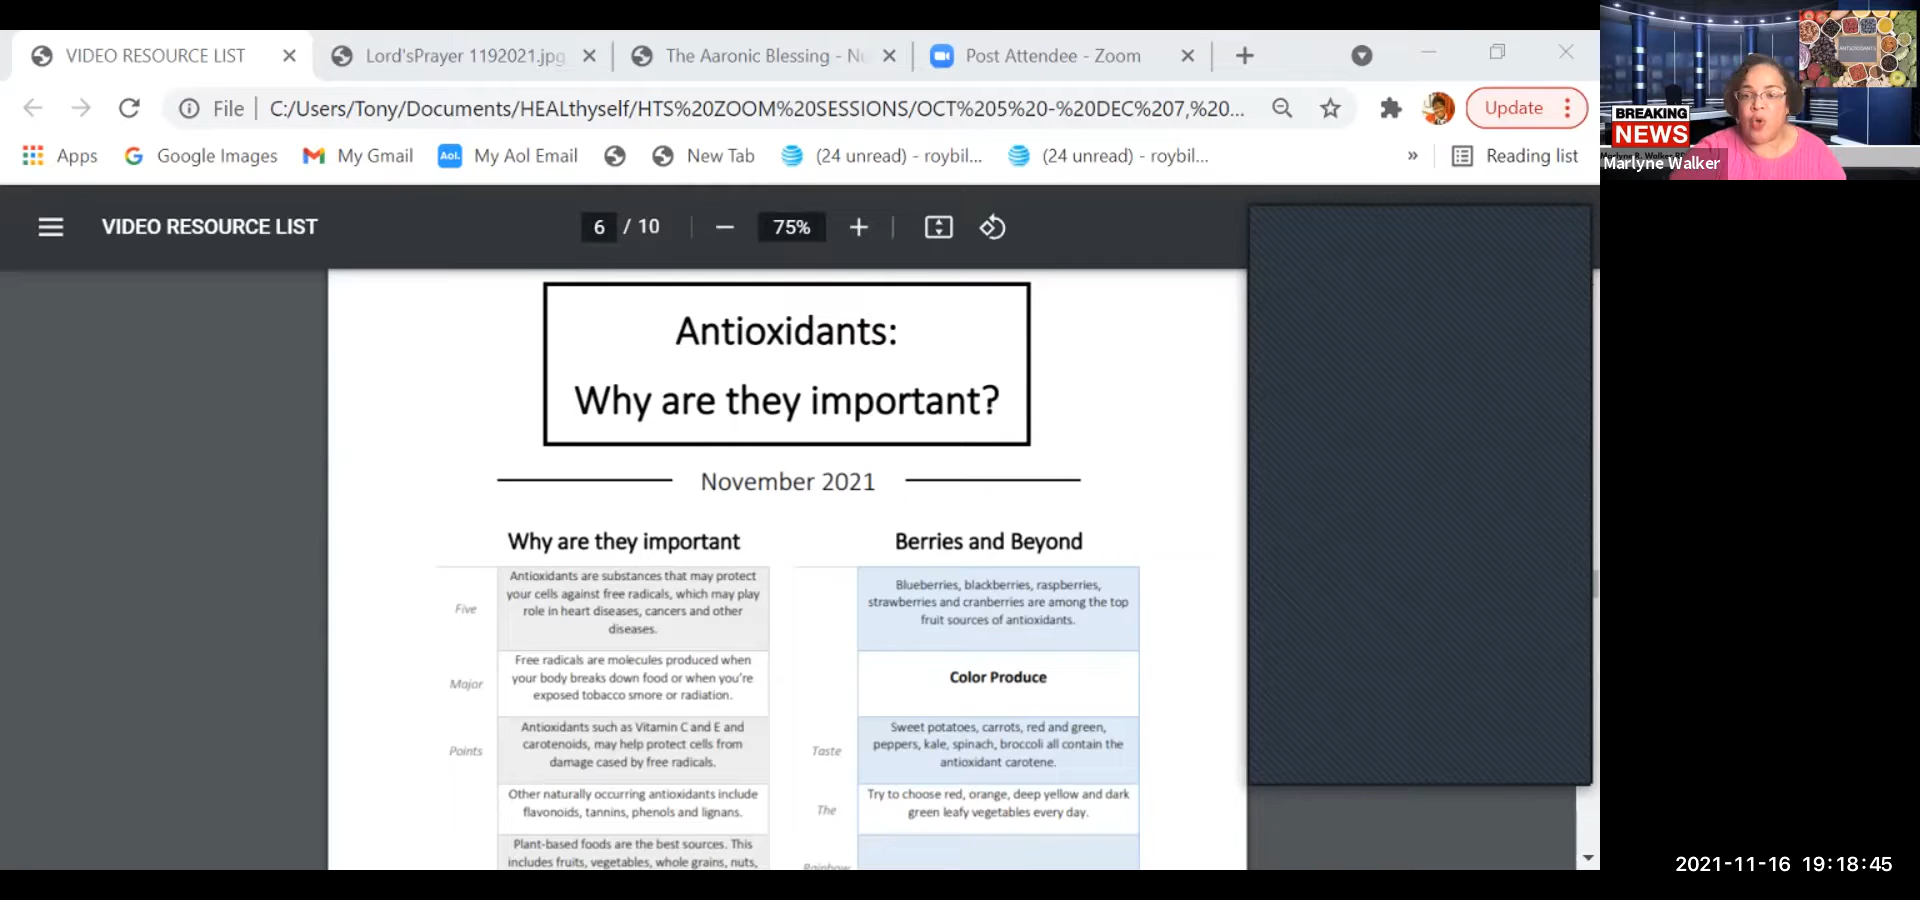 VIDEO RESOURCE LIST
Lord'sPrayer 1192021.jpg
The Aaronic Blessing - Nu
Post Attendee - Zoom
File
C:/Users/Tony/Documents/HEALthyself/HTS%20ZOOM%20SESSIONS/OCT%205%20-%20DEC%207,%20...
Update
Apps
Google Images
My Gmail
Aol.
My Aol Email
New Tab
(24 unread) - roybil...
(24 unread) - roybil...
»
Reading list
VIDEO RESOURCE LIST
6 / 10
75%
Antioxidants:
Why are they important?
November 2021
Why are they important
Five
Antioxidants are substances that may protect
your cells against free radicals, which may play
role in heart diseases, cancers and other
diseases.
Major
Free radicals are molecules produced when
your body breaks down food or when you're
exposed tobacco smore or radiation.
Points
Antioxidants such as Vitamin C and E and
carotenoids, may help protect cells from
damage cased by free radicals.
Other naturally occurring antioxidants include
flavonoids, tannins, phenols and lignans.
Plant-based foods are the best sources. This
includes fruits, vegetables, whole grains, nuts,
Berries and Beyond
Blueberries, blackberries, raspberries,
strawberries and cranberries are among the top
fruit sources of antioxidants.
Color Produce
Taste
Sweet potatoes, carrots, red and green,
peppers, kale, spinach, broccoli all contain the
antioxidant carotene.
The
Try to choose red, orange, deep yellow and dark
green leafy vegetables every day.
Rainbow
ANTIOXIDANTS
BREAKING
NEWS
Marlyne Walker
2021-11-16 19:18:45